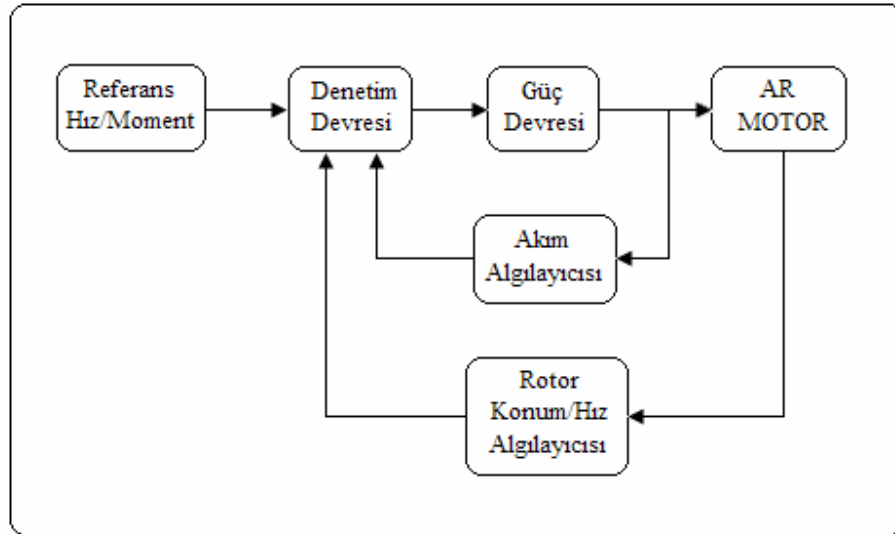 Referans
Hız/Moment
Denetim
Devresi
Güç
Devresi
AR
MOTOR
Akım
Algılayıcısı
Rotor
Konum/Hız
Algılayıcısı